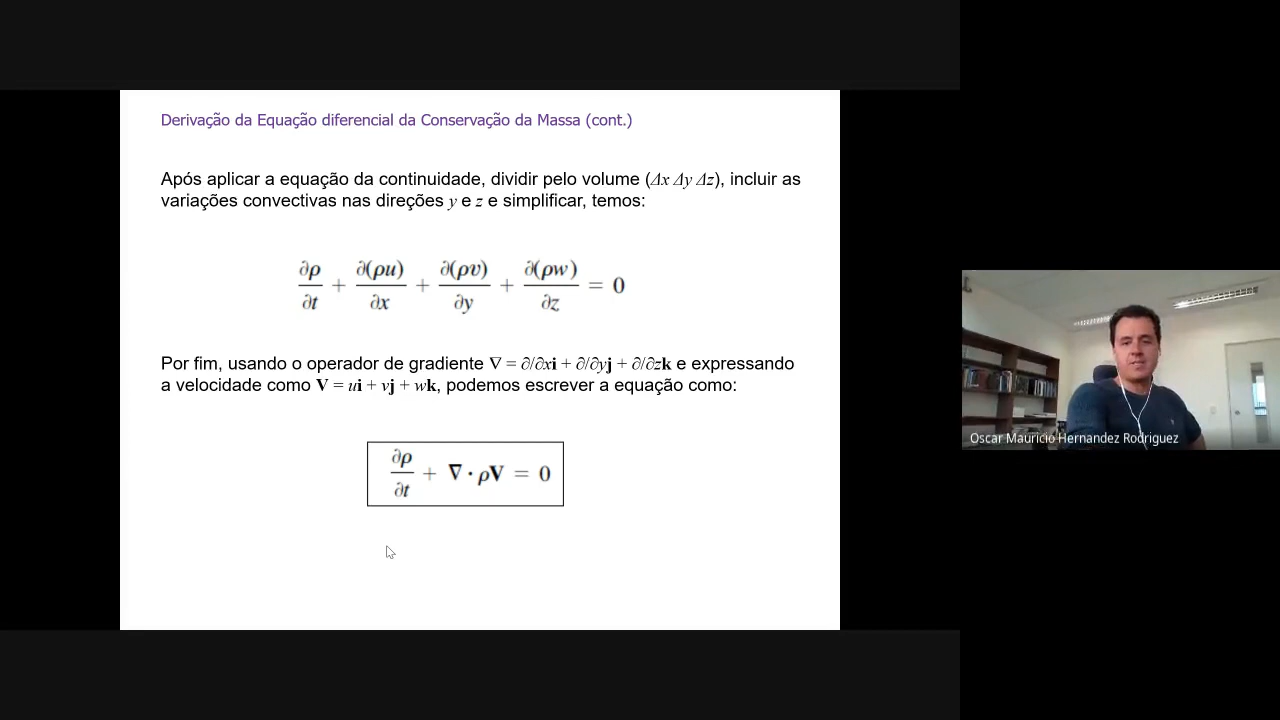 Derivação da Equação diferencial da Conservação da Massa (cont.)
Após aplicar a equação da continuidade, dividir pelo volume (Δx Δy Δz), incluir as
variações convectivas nas direções y e z e simplificar, temos:
∂ρ/∂t + ∂(ρu)/∂x + ∂(ρv)/∂y + ∂(ρw)/∂z = 0
Por fim, usando o operador de gradiente ∇ = ∂/∂xi + ∂/∂yj + ∂/∂zk e expressando
a velocidade como V = ui + vj + wk, podemos escrever a equação como:
∂ρ/∂t + ∇ · ρV = 0
Oscar Mauricio Hernandez Rodriguez